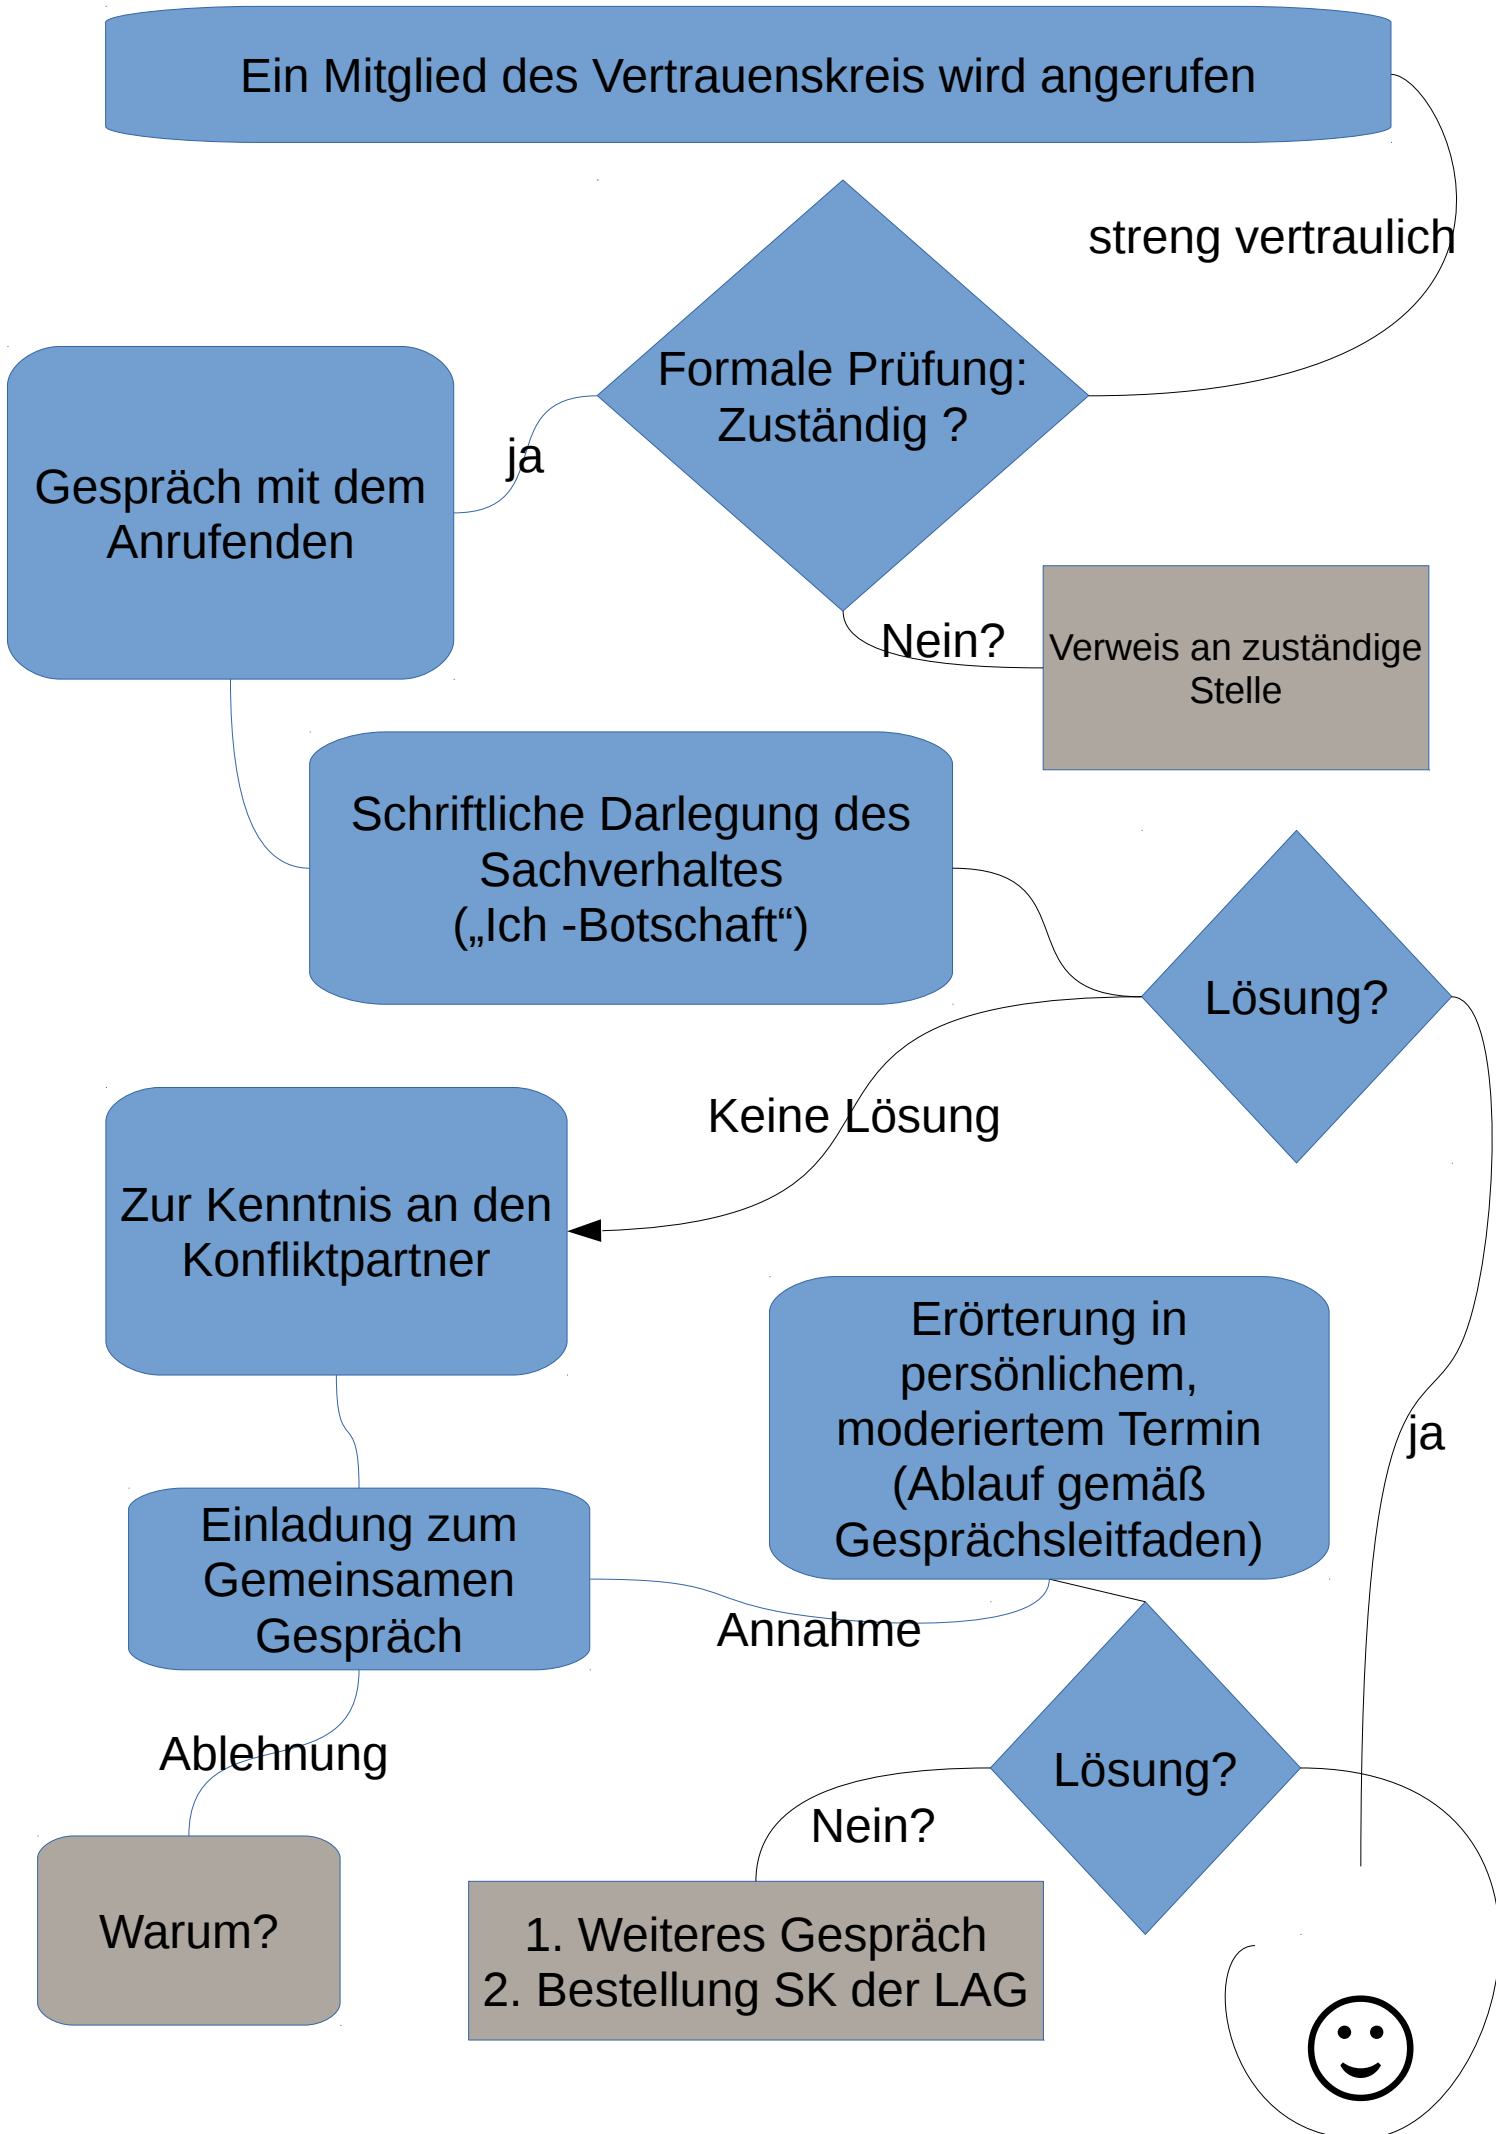 Ein Mitglied des Vertrauenskreis wird angerufen
streng vertraulich
Formale Prüfung:
Zuständig ?
ja
Gespräch mit dem
Anrufenden
Nein?
Verweis an zuständige
Stelle
Schriftliche Darlegung des
Sachverhaltes
(„Ich -Botschaft“)
Lösung?
Keine Lösung
Zur Kenntnis an den
Konfliktpartner
Erörterung in
persönlichem,
moderiertem Termin
(Ablauf gemäß
Gesprächsleitfaden)
ja
Einladung zum
Gemeinsamen
Gespräch
Annahme
Ablehnung
Lösung?
Nein?
Warum?
1. Weiteres Gespräch
2. Bestellung SK der LAG